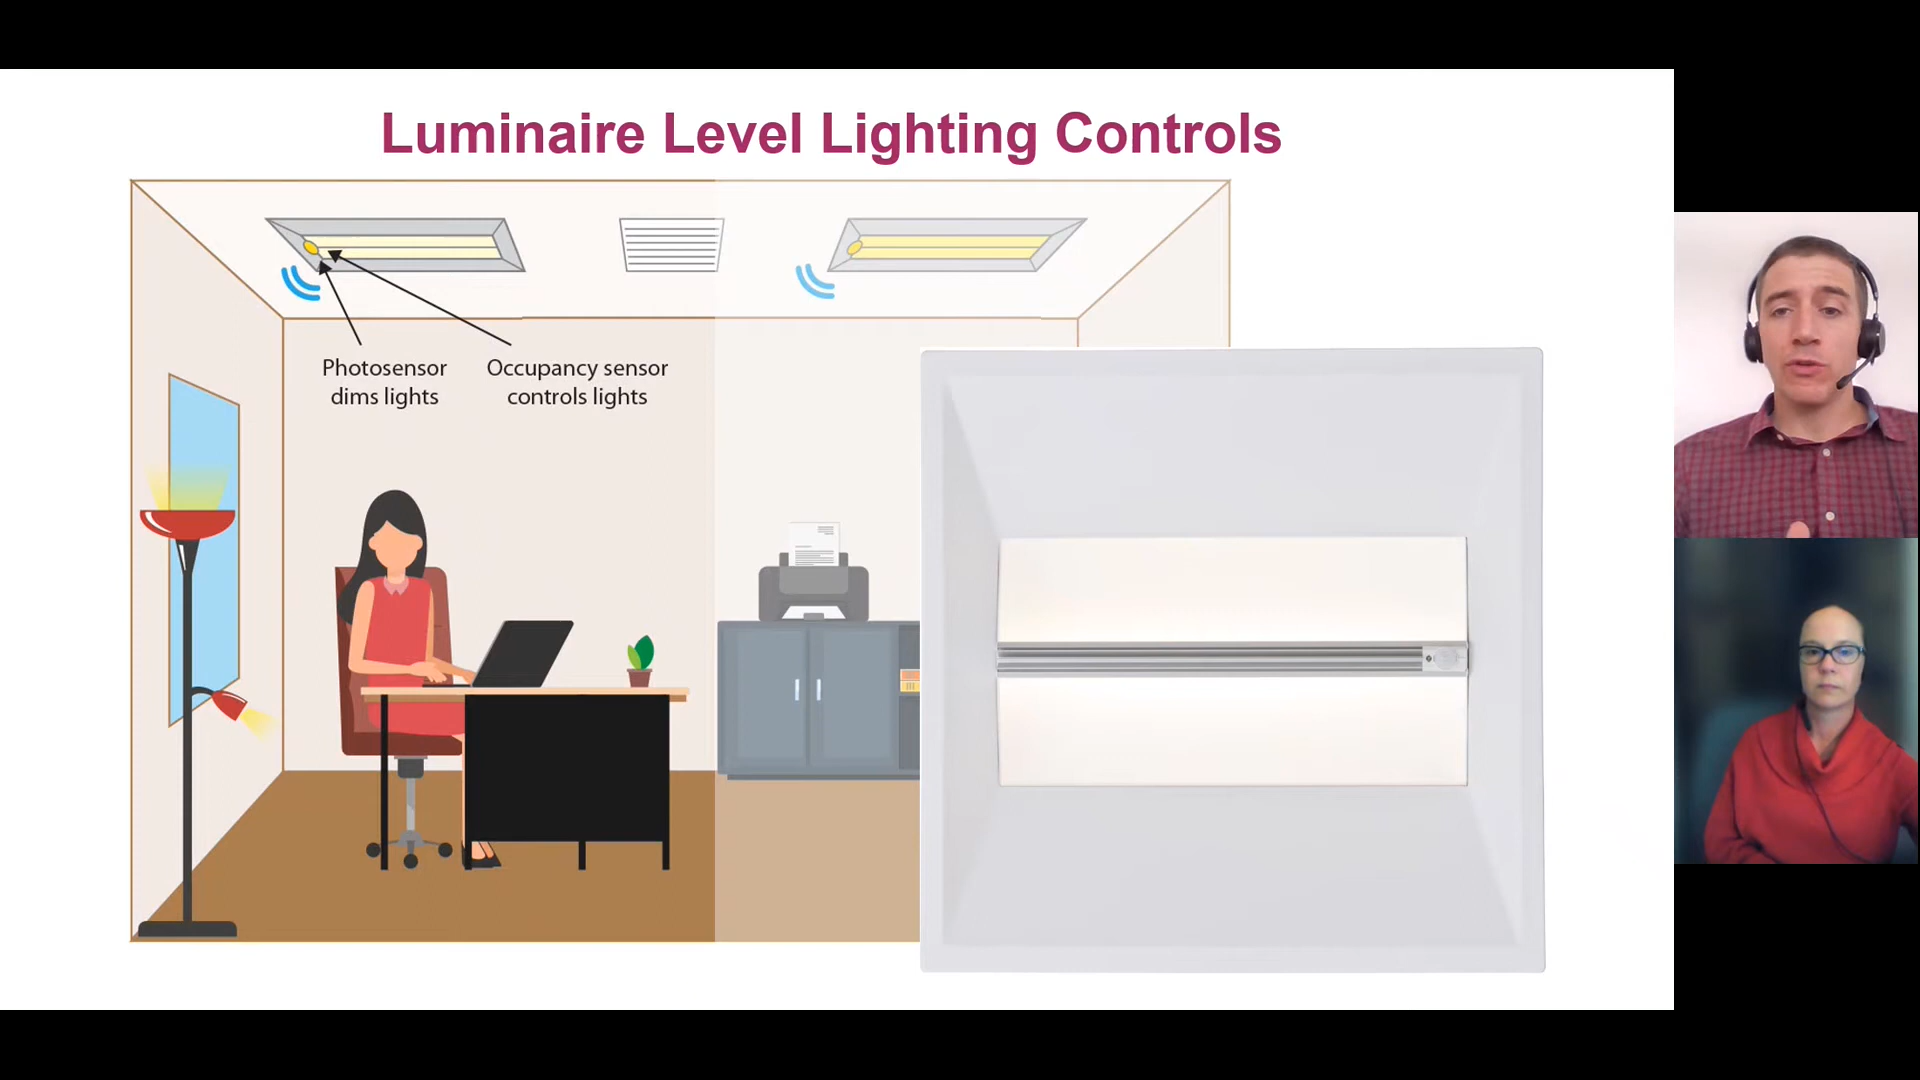 Luminaire Level Lighting Controls
Photosensor
dims lights
Occupancy sensor
controls lights